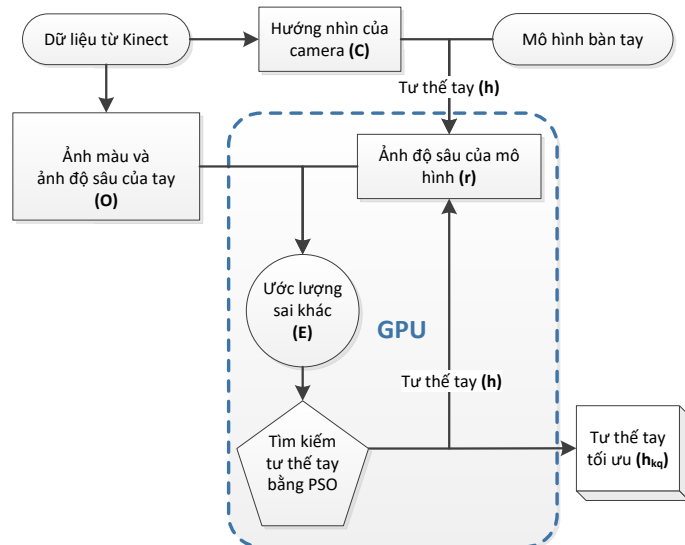 Dữ liệu từ Kinect
Hướng nhìn của
camera (C)
Mô hình bàn tay
Tư thế tay (h)
Ảnh màu và
ảnh độ sâu của tay
(O)
Ảnh độ sâu của mô
hình (r)
Ước lượng
sai khác
(E)
GPU
Tư thế tay (h)
Tìm kiếm
tư thế tay
bằng PSO
Tư thế tay
tối ưu (hkq)